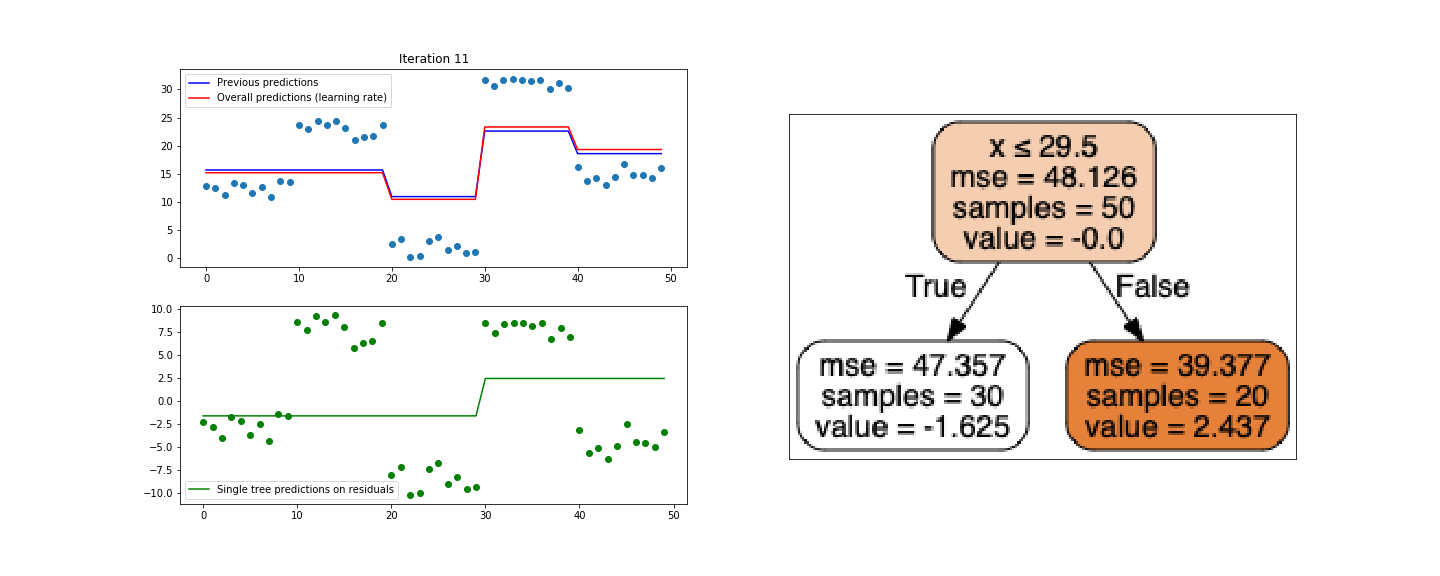 Iteration 11
Previous predictions
Overall predictions (learning rate)
30
25
20
15
10
5
0
0 10 20 30 40 50
10.0
7.5
5.0
2.5
0.0
−2.5
−5.0
−7.5
−10.0
Single tree predictions on residuals
0 10 20 30 40 50
x ≤ 29.5
mse = 48.126
samples = 50
value = -0.0
True False
mse = 47.357
samples = 30
value = -1.625
mse = 39.377
samples = 20
value = 2.437